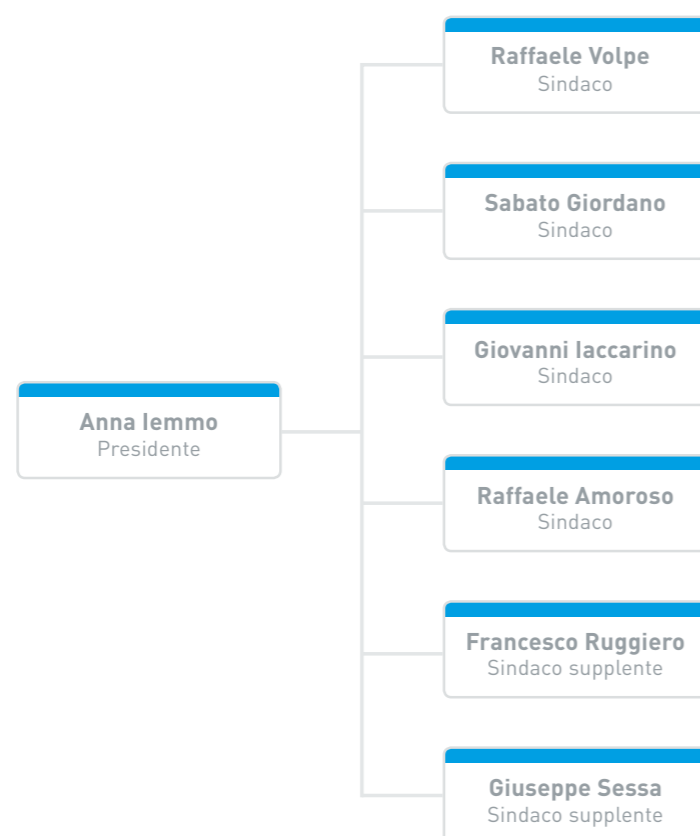 Raffaele Volpe
Sindaco
Sabato Giordano
Sindaco
Giovanni Iaccarino
Sindaco
Anna Iemmo
Presidente
Raffaele Amoroso
Sindaco
Francesco Ruggiero
Sindaco supplente
Giuseppe Sessa
Sindaco supplente